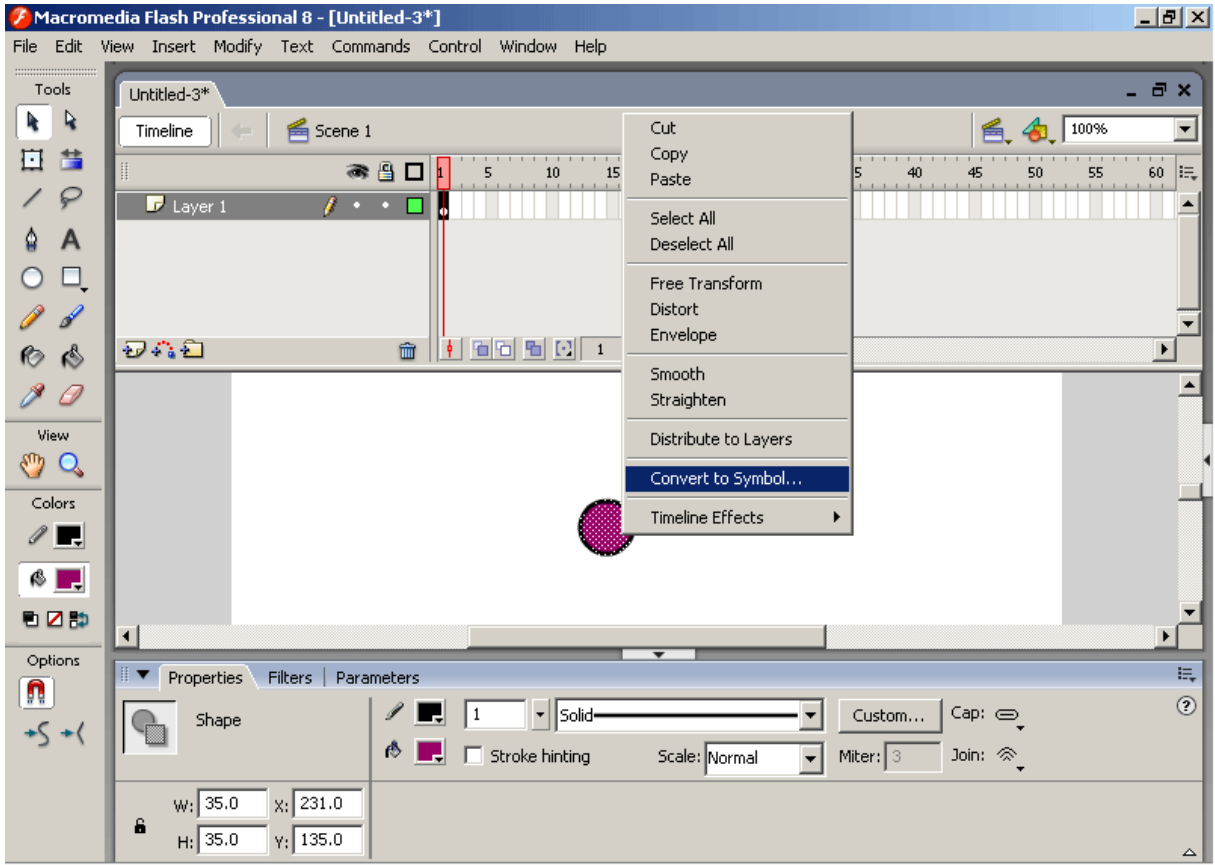 Macromedia Flash Professional 8 - [Untitled-3*]
File Edit View Insert Modify Text Commands Control Window Help
Tools
Untitled-3*
Timeline Scene 1 100%
1 5 10 15 5 40 45 50 55 60
Layer 1
1
Cut
Copy
Paste
Select All
Deselect All
Free Transform
Distort
Envelope
Smooth
Straighten
Distribute to Layers
Convert to Symbol...
Timeline Effects
View
Colors
Options
Properties Filters Parameters
Shape 1 Solid Custom... Cap:
Stroke hinting Scale: Normal Miter: 3 Join:
W: 35.0 X: 231.0
H: 35.0 Y: 135.0